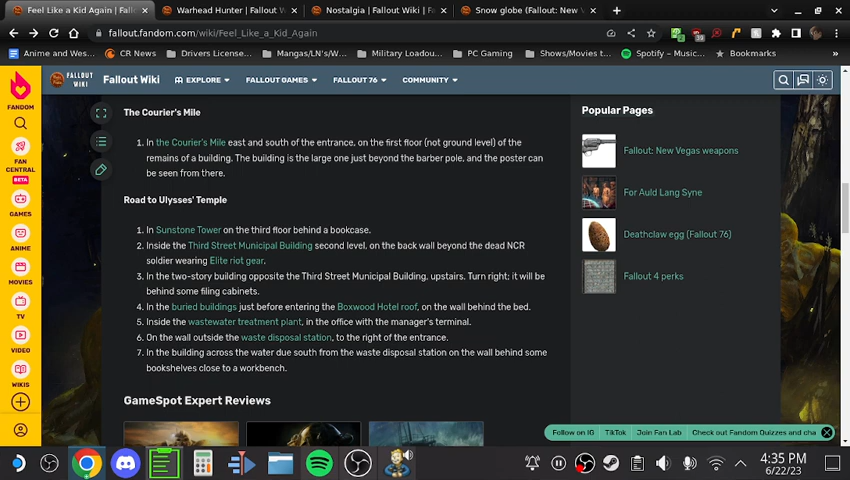 Feel Like a Kid Again | Fall
Warhead Hunter | Fallout W
Nostalgia | Fallout Wiki | F
Snow globe (Fallout: New V
fallout.fandom.com/wiki/Feel_Like_a_Kid_Again
Anime and Wes...
CR News
Drivers License...
Mangas/LN's/W...
Military Loadou...
PC Gaming
Shows/Movies t...
Spotify – Music...
Bookmarks
FANDOM
FAN CENTRAL
BETA
GAMES
ANIME
MOVIES
TV
VIDEO
WIKIS
FALLOUT WIKI
Fallout Wiki
EXPLORE
FALLOUT GAMES
FALLOUT 76
COMMUNITY
The Courier's Mile
1. In the Courier's Mile east and south of the entrance, on the first floor (not ground level) of the
remains of a building. The building is the large one just beyond the barber pole, and the poster can
be seen from there.
Road to Ulysses' Temple
1. In Sunstone Tower on the third floor behind a bookcase.
2. Inside the Third Street Municipal Building second level, on the back wall beyond the dead NCR
soldier wearing Elite riot gear.
3. In the two-story building opposite the Third Street Municipal Building, upstairs. Turn right; it will be
behind some filing cabinets.
4. In the buried buildings just before entering the Boxwood Hotel roof, on the wall behind the bed.
5. Inside the wastewater treatment plant, in the office with the manager's terminal.
6. On the wall outside the waste disposal station, to the right of the entrance.
7. In the building across the water due south from the waste disposal station on the wall behind some
bookshelves close to a workbench.
GameSpot Expert Reviews
Popular Pages
Fallout: New Vegas weapons
For Auld Lang Syne
Deathclaw egg (Fallout 76)
Fallout 4 perks
Follow on IG
TikTok
Join Fan Lab
Check out Fandom Quizzes and cha
4:35 PM
6/22/23